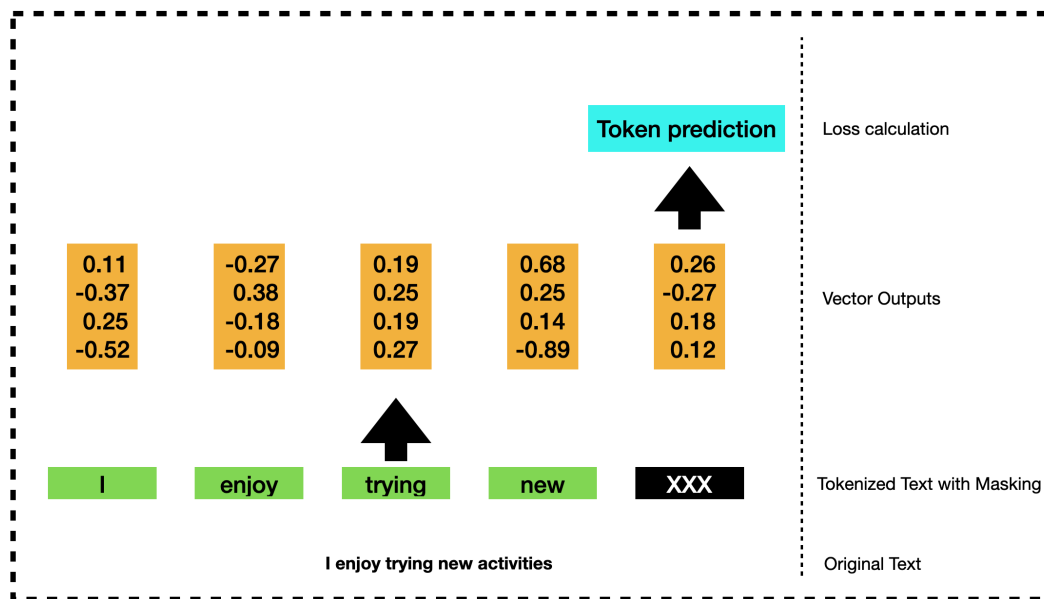 Token prediction
Loss calculation
0.11 -0.27 0.19 0.68 0.26
-0.37 0.38 0.25 0.25 -0.27
0.25 -0.18 0.19 0.14 0.18
-0.52 -0.09 0.27 -0.89 0.12
Vector Outputs
I enjoy trying new XXX
Tokenized Text with Masking
I enjoy trying new activities
Original Text